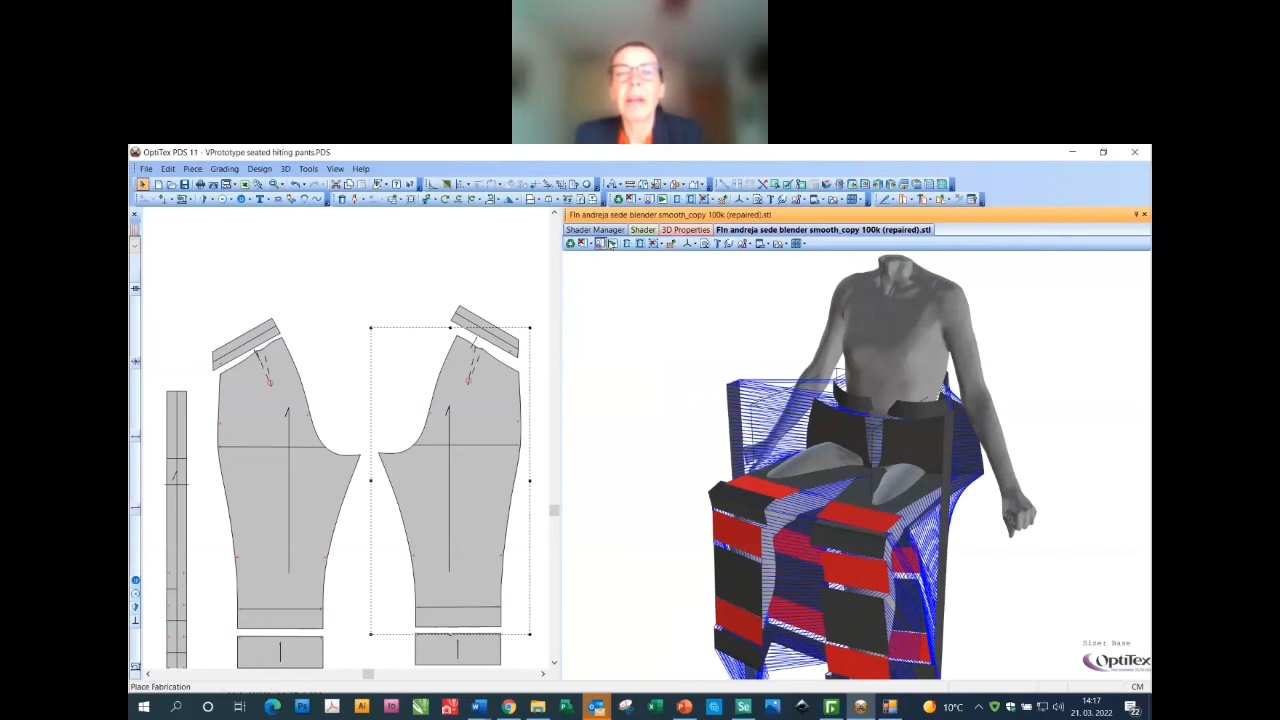 OptiTex PDS 11 - VPrototype seated hiting pants.PDS
File Edit Piece Grading Design 3D Tools View Help
FIn andreja sede blender smooth_copy 100k (repaired).stl
Shader Manager Shader 3D Properties FIn andreja sede blender smooth_copy 100k (repaired).stl
Size: Base
OptiTex
Place Fabrication
CM
10°C
14:17
21. 03. 2022
22